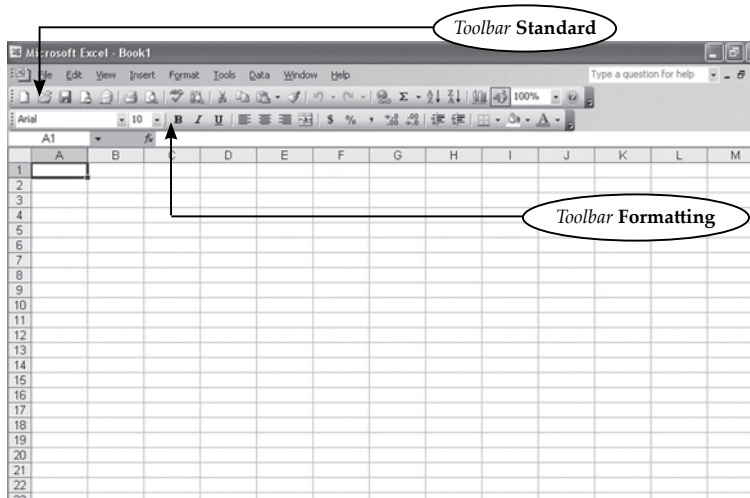 Toolbar Standard
Microsoft Excel - Book1
File Edit View Insert Format Tools Data Window Help Type a question for help
Σ 100%
Arial 10 B I U $ % ,
A1 fx
A B C D E F G H I J K L M
1
2
3
4
Toolbar Formatting
5
6
7
8
9
10
11
12
13
14
15
16
17
18
19
20
21
22